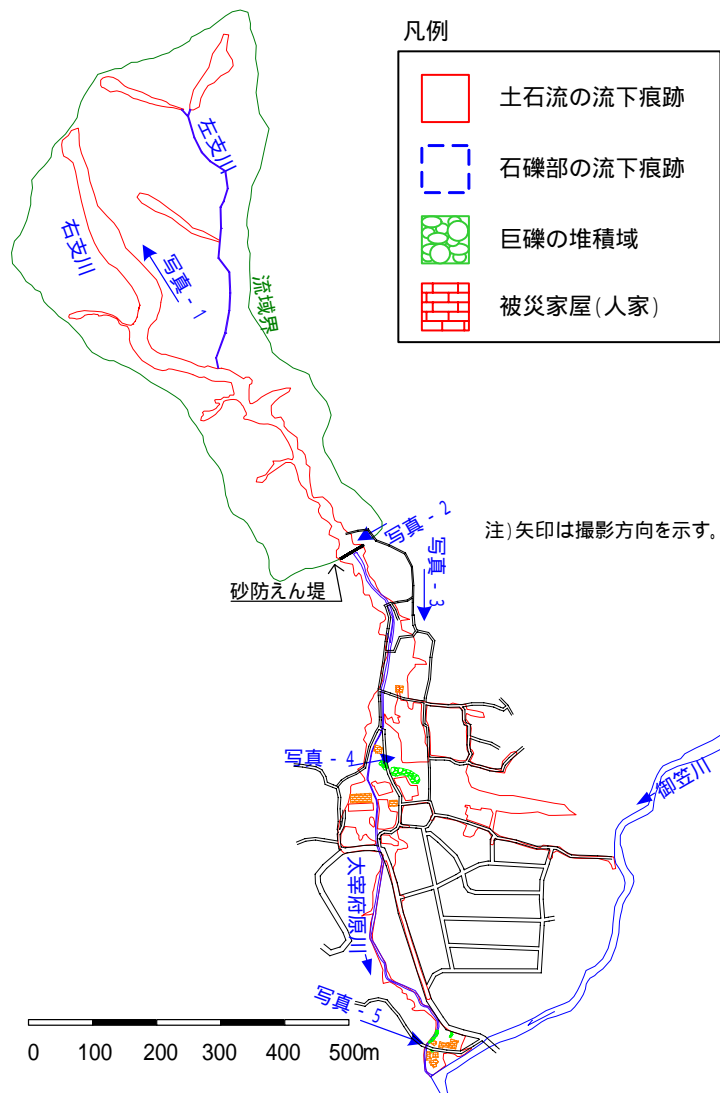 凡例
土石流の流下痕跡
石礫部の流下痕跡
巨礫の堆積域
被災家屋(人家)
左支川
右支川
写真-1
流域界
写真-2
注)矢印は撮影方向を示す。
写真-3
砂防えん堤
写真-4
御笠川
太宰府原川
写真-5
0 100 200 300 400 500m